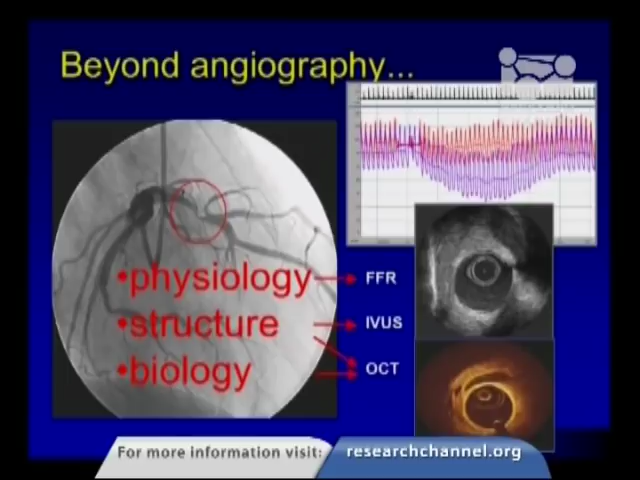 Beyond angiography...
•physiology
FFR
•structure
IVUS
•biology
OCT
For more information visit:
researchchannel.org